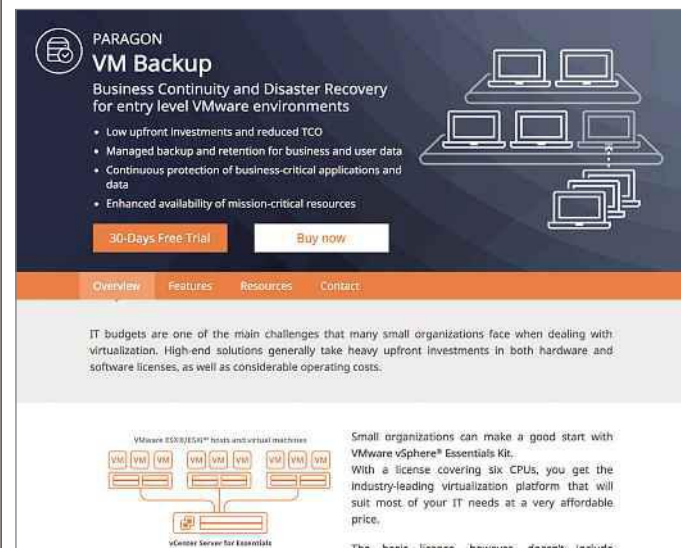 PARAGON
VM Backup
Business Continuity and Disaster Recovery
for entry level VMware environments
• Low upfront investments and reduced TCO
• Managed backup and retention for business and user data
• Continuous protection of business-critical applications and
data
• Enhanced availability of mission-critical resources
30-Days Free Trial
Buy now
Overview Features Resources Contact
IT budgets are one of the main challenges that many small organizations face when dealing with
virtualization. High-end solutions generally take heavy upfront investments in both hardware and
software licenses, as well as considerable operating costs.
VMware ESX®/ESXi™ hosts and virtual machines
VM VM VM VM VM VM VM VM VM
vCenter Server for Essentials
Small organizations can make a good start with
VMware vSphere® Essentials Kit.
With a license covering six CPUs, you get the
industry-leading virtualization platform that will
suit most of your IT needs at a very affordable
price.
The basic license, however, doesn't include